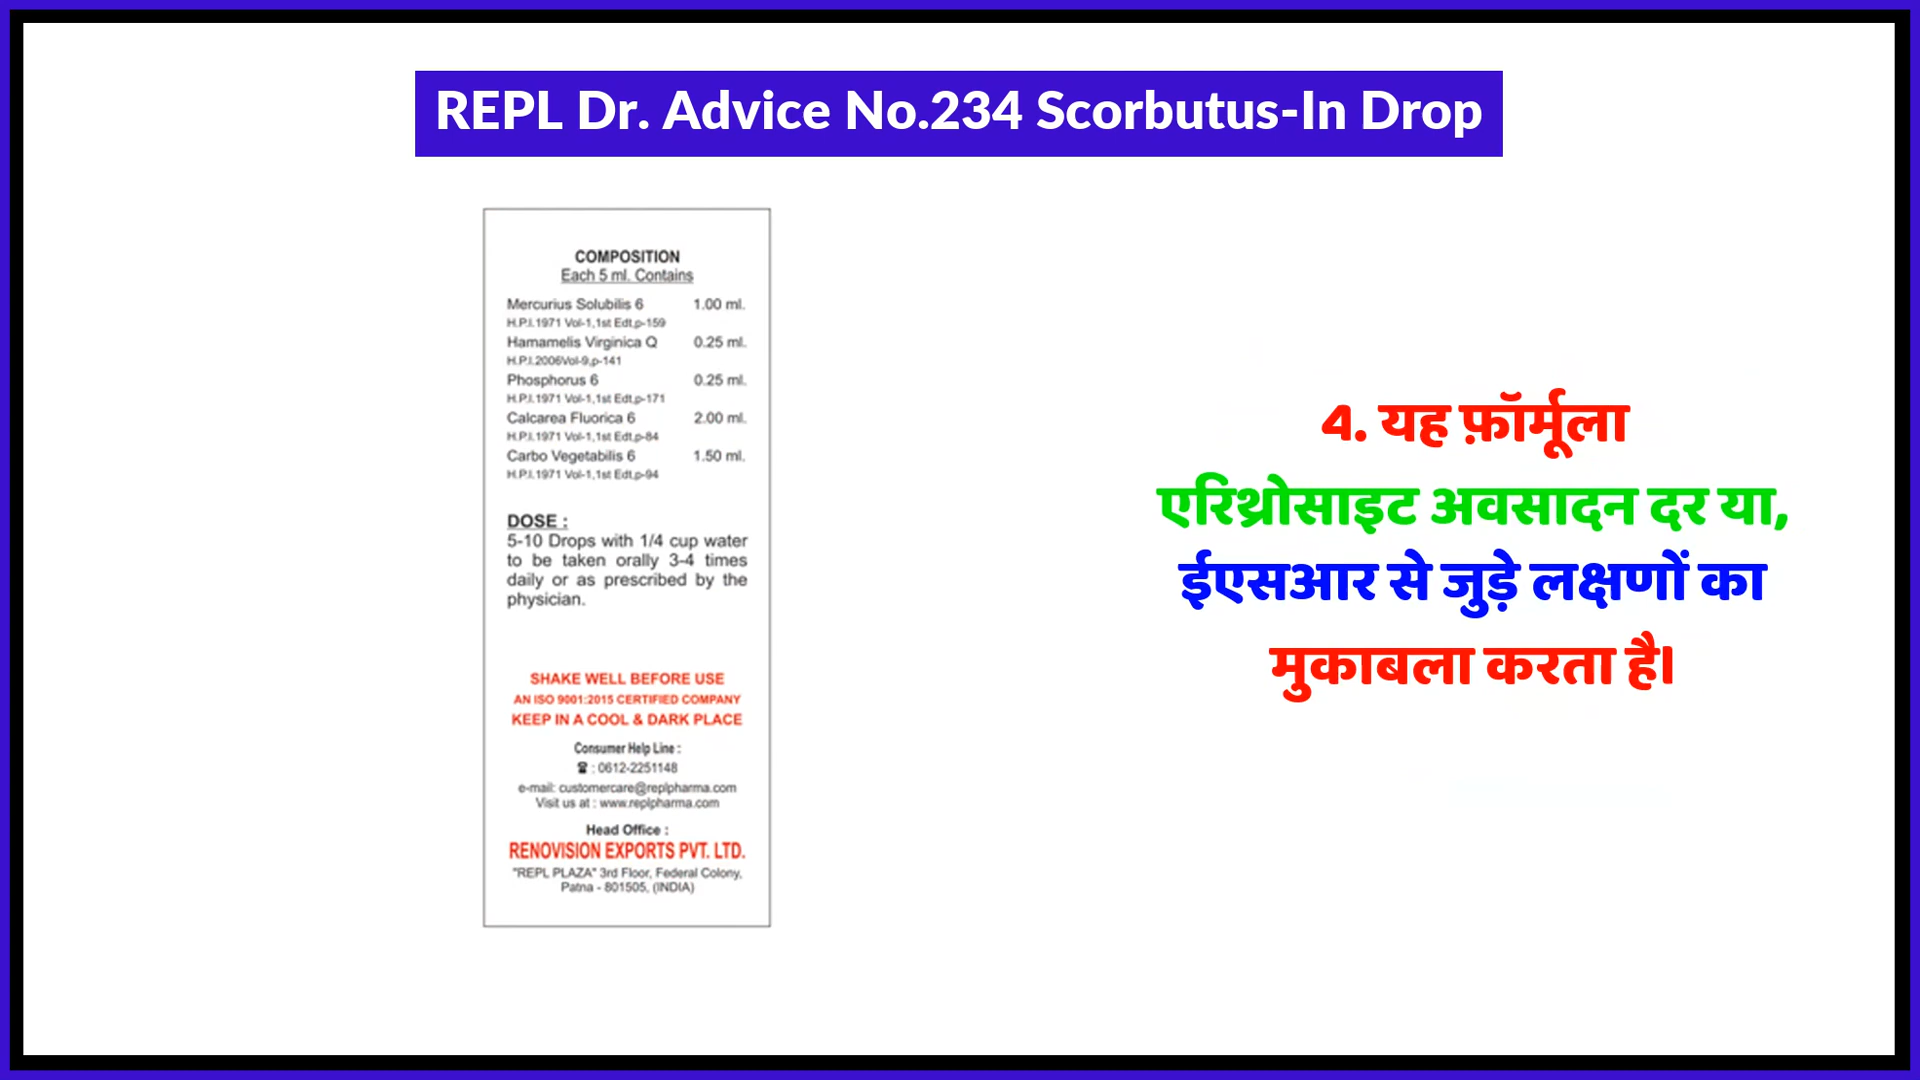 REPL Dr. Advice No.234 Scorbutus-In Drop
COMPOSITION
Each 5 ml. Contains
Mercurius Solubilis 6 1.00 ml.
H.P.I.1971 Vol-1,1st Edt,p-159
Hamamelis Virginica Q 0.25 ml.
H.P.I.2006Vol-9,p-141
Phosphorus 6 0.25 ml.
H.P.I.1971 Vol-1,1st Edt,p-171
Calcarea Fluorica 6 2.00 ml.
H.P.I.1971 Vol-1,1st Edt,p-84
Carbo Vegetabilis 6 1.50 ml.
H.P.I.1971 Vol-1,1st Edt,p-94
DOSE :
5-10 Drops with 1/4 cup water
to be taken orally 3-4 times
daily or as prescribed by the
physician.
SHAKE WELL BEFORE USE
AN ISO 9001:2015 CERTIFIED COMPANY
KEEP IN A COOL & DARK PLACE
Consumer Help Line :
☎ : 0612-2251148
e-mail: customercare@replpharma.com
Visit us at : www.replpharma.com
Head Office :
RENOVISION EXPORTS PVT. LTD.
"REPL PLAZA" 3rd Floor, Federal Colony,
Patna - 801505, (INDIA)
4. यह फ़ॉर्मूला
एरिथ्रोसाइट अवसादन दर या,
ईएसआर से जुड़े लक्षणों का
मुकाबला करता है।